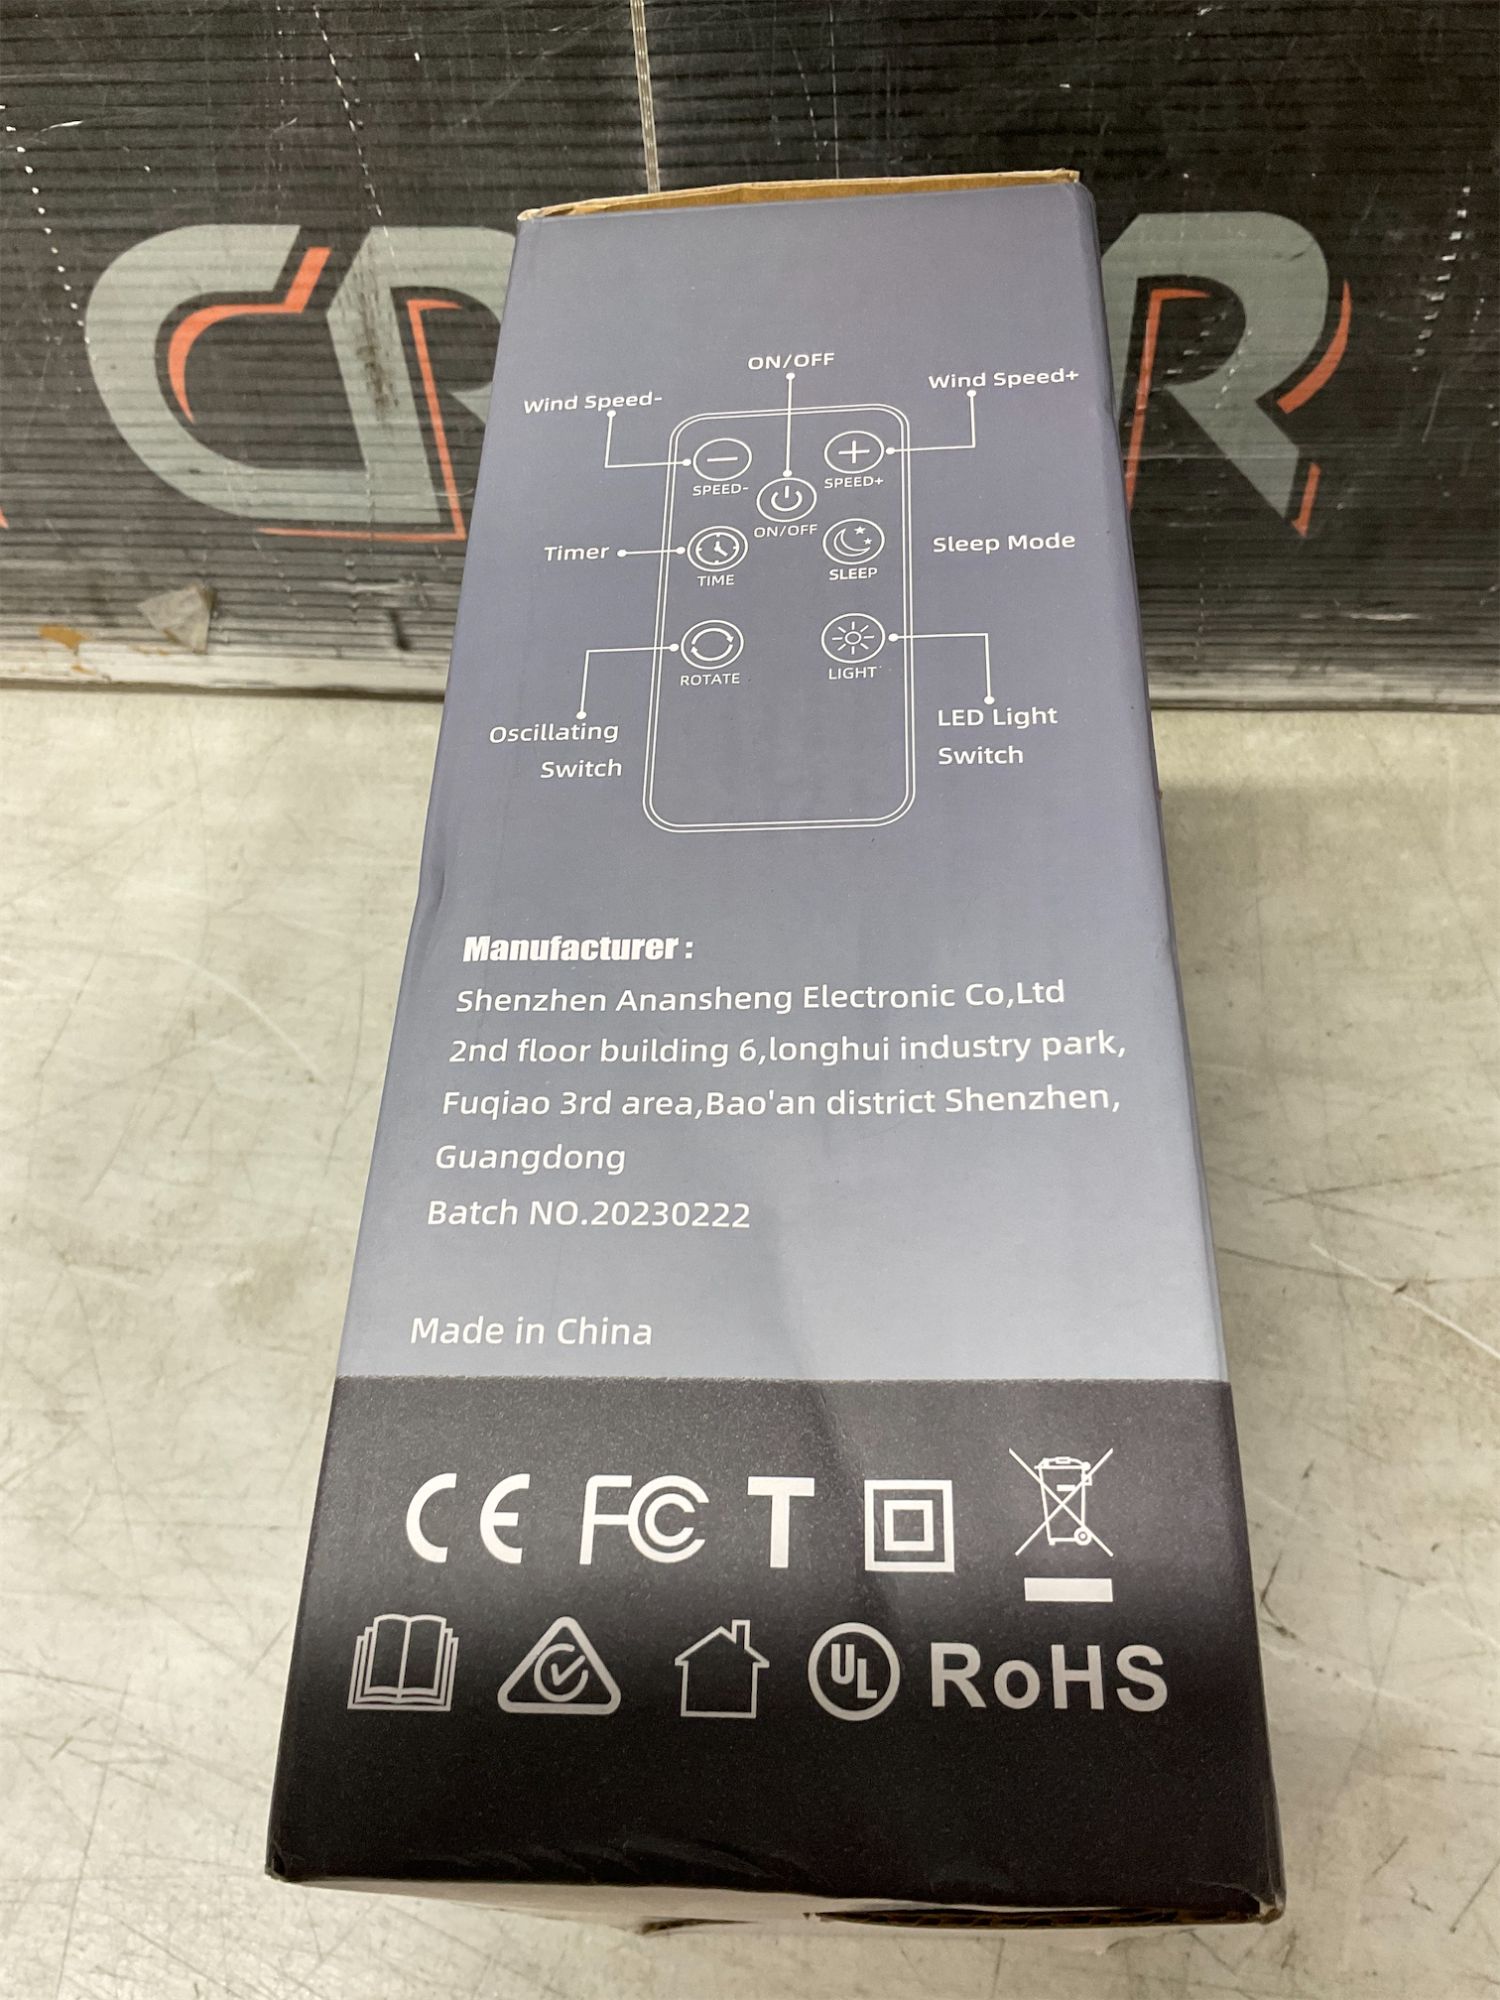 ON/OFF
Wind Speed-
Wind Speed+
SPEED-
SPEED+
ON/OFF
Timer
TIME
SLEEP
Sleep Mode
ROTATE
LIGHT
Oscillating
Switch
LED Light
Switch
Manufacturer :
Shenzhen Anansheng Electronic Co,Ltd
2nd floor building 6,longhui industry park,
Fuqiao 3rd area,Bao'an district Shenzhen,
Guangdong
Batch NO.20230222
Made in China
CE FC T
UL RoHS